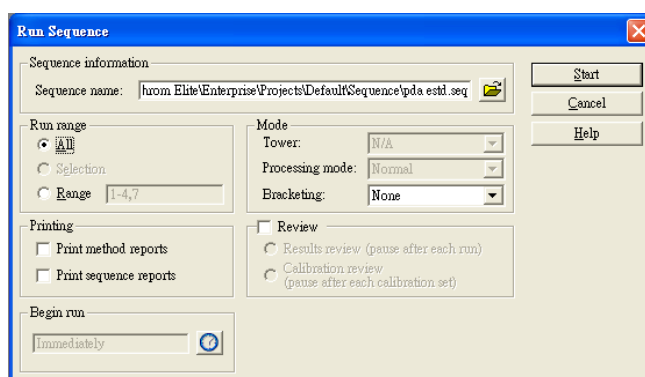 Run Sequence
Sequence information
Sequence name: hrom Elite\Enterprise\Projects\Default\Sequence\pda estd.seq
Start
Cancel
Help
Run range
All
Selection
Range 1-4,7
Mode
Tower: N/A
Processing mode: Normal
Bracketing: None
Printing
Print method reports
Print sequence reports
Review
Results review (pause after each run)
Calibration review
(pause after each calibration set)
Begin run
Immediately